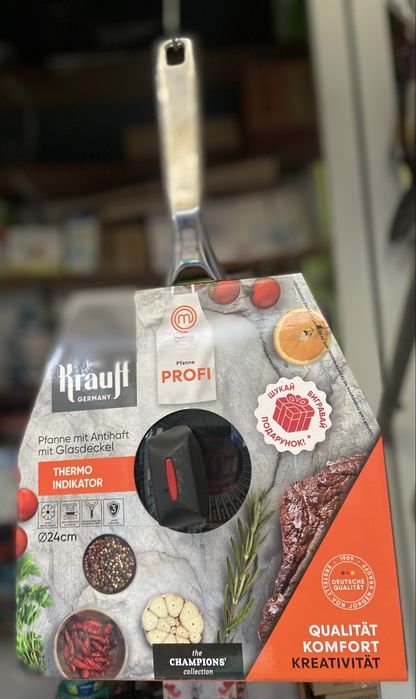 Pfanne
PROFI
Krauff
GERMANY
ШУКАЙ ВИГРАВАЙ
ПОДАРУНОК! *
Pfanne mit Antihaft
mit Glasdeckel
THERMO
INDIKATOR
Ø24cm
1909
DEUTSCHE
QUALITÄT
QUALITÄT
KOMFORT
KREATIVITÄT
the
CHAMPIONS'
collection